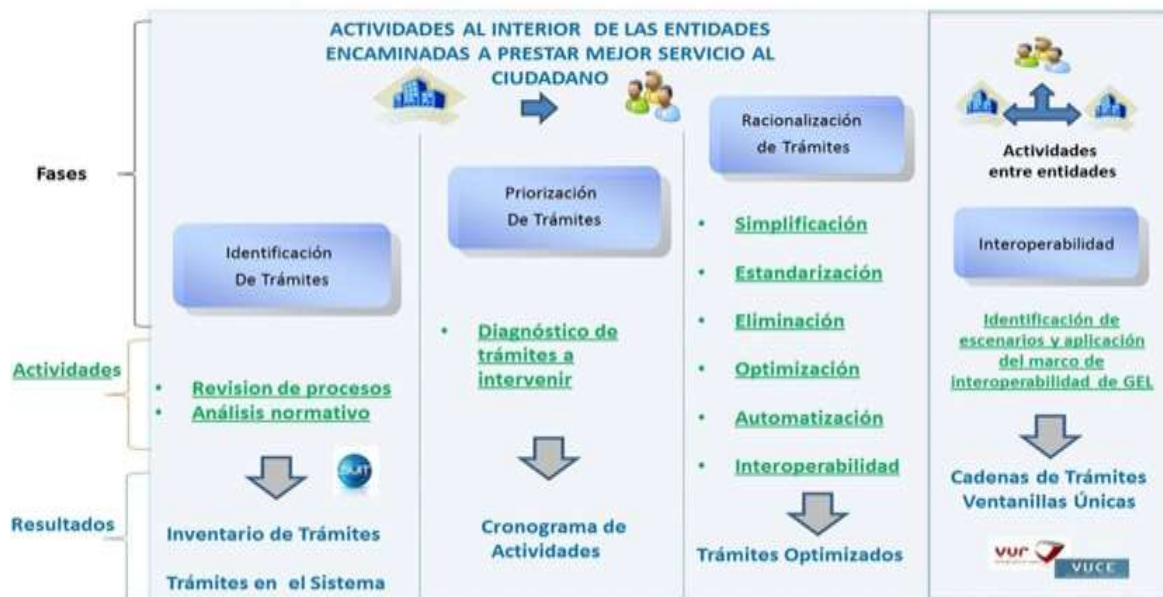 ACTIVIDADES AL INTERIOR DE LAS ENTIDADES
ENCAMINADAS A PRESTAR MEJOR SERVICIO AL
CIUDADANO
Fases
Identificación
De Trámites
Priorización
De Trámites
Racionalización
de Trámites
Actividades
entre entidades
Interoperabilidad
Actividades
• Revision de procesos
• Análisis normativo
• Diagnóstico de
trámites a
intervenir
• Simplificación
• Estandarización
• Eliminación
• Optimización
• Automatización
• Interoperabilidad
Identificación de
escenarios y aplicación
del marco de
interoperabilidad de GEL
Resultados
SUIT
Inventario de Trámites
Trámites en el Sistema
Cronograma de
Actividades
Trámites Optimizados
Cadenas de Trámites
Ventanillas Únicas
vur
VUCE